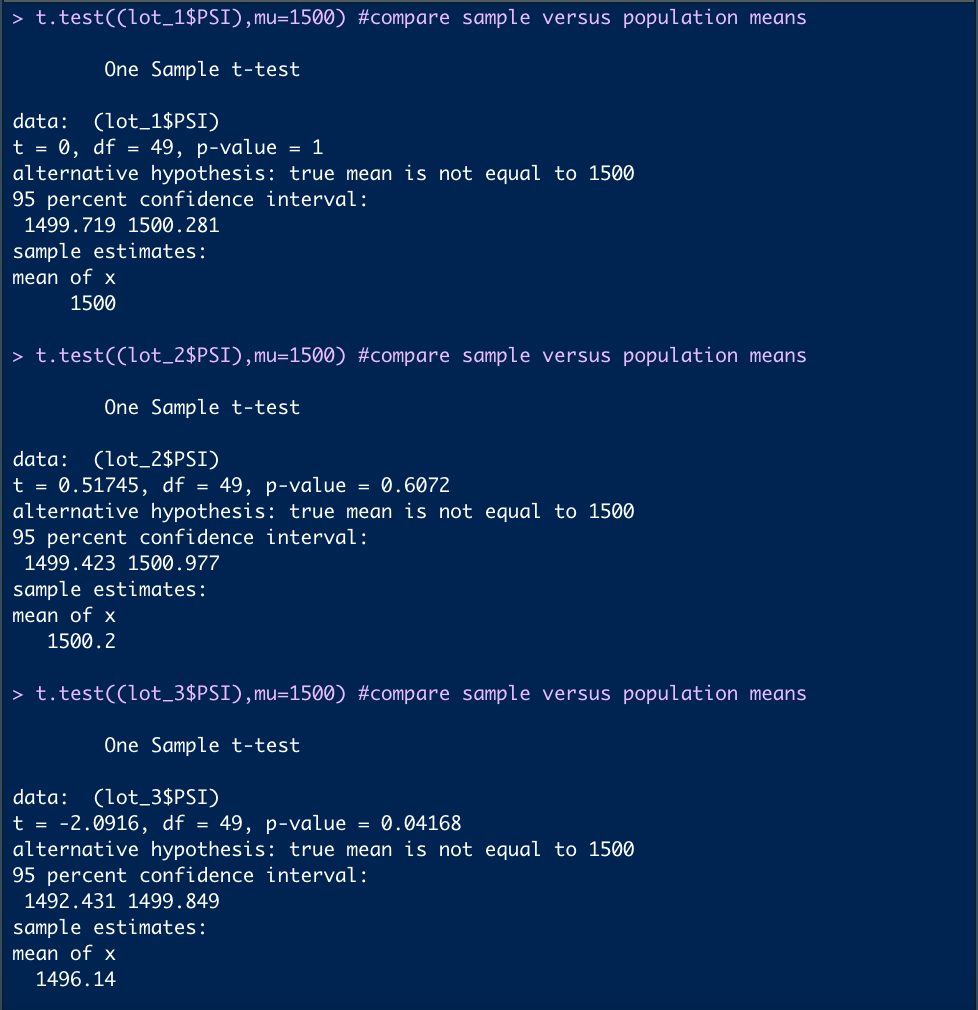 > t.test((lot_1$PSI),mu=1500) #compare sample versus population means
One Sample t-test
data:  (lot_1$PSI)
t = 0, df = 49, p-value = 1
alternative hypothesis: true mean is not equal to 1500
95 percent confidence interval:
1499.719 1500.281
sample estimates:
mean of x
1500
> t.test((lot_2$PSI),mu=1500) #compare sample versus population means
One Sample t-test
data:  (lot_2$PSI)
t = 0.51745, df = 49, p-value = 0.6072
alternative hypothesis: true mean is not equal to 1500
95 percent confidence interval:
1499.423 1500.977
sample estimates:
mean of x
1500.2
> t.test((lot_3$PSI),mu=1500) #compare sample versus population means
One Sample t-test
data:  (lot_3$PSI)
t = -2.0916, df = 49, p-value = 0.04168
alternative hypothesis: true mean is not equal to 1500
95 percent confidence interval:
1492.431 1499.849
sample estimates:
mean of x
1496.14